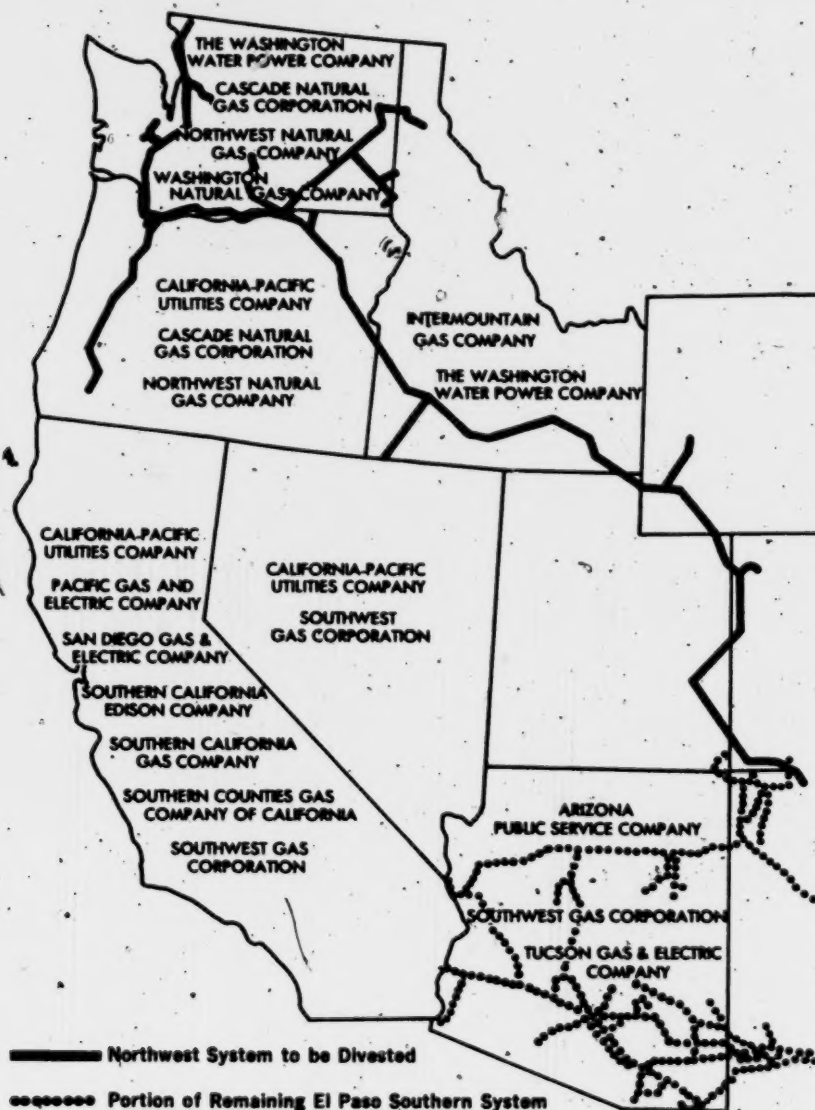 THE WASHINGTON
WATER POWER COMPANY
CASCADE NATURAL
GAS CORPORATION
NORTHWEST NATURAL
GAS COMPANY
WASHINGTON
NATURAL GAS COMPANY
CALIFORNIA-PACIFIC
UTILITIES COMPANY
CASCADE NATURAL
GAS CORPORATION
NORTHWEST NATURAL
GAS COMPANY
INTERMOUNTAIN
GAS COMPANY
THE WASHINGTON
WATER POWER COMPANY
CALIFORNIA-PACIFIC
UTILITIES COMPANY
PACIFIC GAS AND
ELECTRIC COMPANY
SAN DIEGO GAS &
ELECTRIC COMPANY
SOUTHERN CALIFORNIA
EDISON COMPANY
SOUTHERN CALIFORNIA
GAS COMPANY
SOUTHERN COUNTIES GAS
COMPANY OF CALIFORNIA
SOUTHWEST GAS
CORPORATION
CALIFORNIA-PACIFIC
UTILITIES COMPANY
SOUTHWEST
GAS CORPORATION
ARIZONA
PUBLIC SERVICE COMPANY
SOUTHWEST GAS CORPORATION
TUCSON GAS & ELECTRIC
COMPANY
Northwest System to be Divested
Portion of Remaining El Paso Southern System